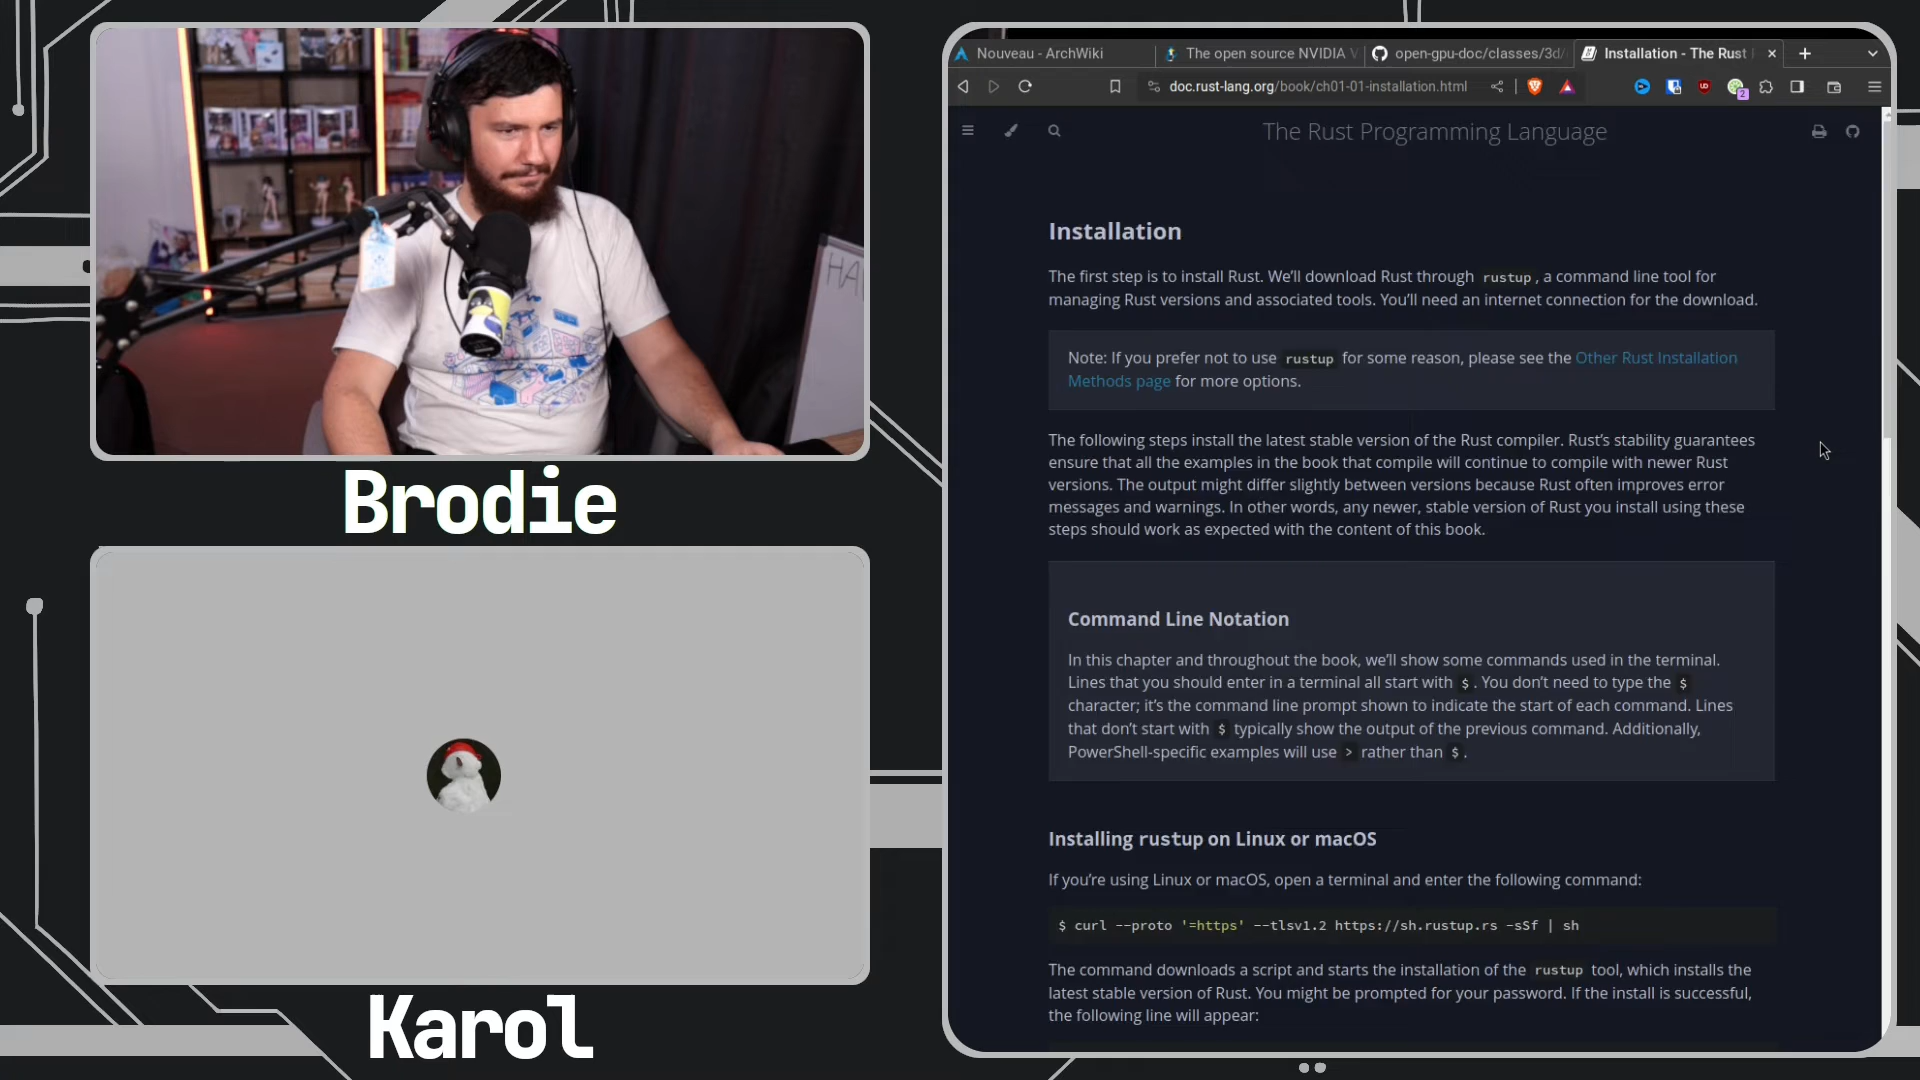 Nouveau - ArchWiki
The open source NVIDIA V
open-gpu-doc/classes/3d/
Installation - The Rust
doc.rust-lang.org/book/ch01-01-installation.html
2
The Rust Programming Language
HA
Installation
The first step is to install Rust. We’ll download Rust through rustup, a command line tool for
managing Rust versions and associated tools. You’ll need an internet connection for the download.
Note: If you prefer not to use rustup for some reason, please see the Other Rust Installation
Methods page for more options.
The following steps install the latest stable version of the Rust compiler. Rust’s stability guarantees
ensure that all the examples in the book that compile will continue to compile with newer Rust
versions. The output might differ slightly between versions because Rust often improves error
messages and warnings. In other words, any newer, stable version of Rust you install using these
steps should work as expected with the content of this book.
Brodie
Command Line Notation
In this chapter and throughout the book, we’ll show some commands used in the terminal.
Lines that you should enter in a terminal all start with $. You don’t need to type the $
character; it’s the command line prompt shown to indicate the start of each command. Lines
that don’t start with $ typically show the output of the previous command. Additionally,
PowerShell-specific examples will use > rather than $.
Installing rustup on Linux or macOS
If you’re using Linux or macOS, open a terminal and enter the following command:
$ curl --proto '=https' --tlsv1.2 https://sh.rustup.rs -sSf | sh
The command downloads a script and starts the installation of the rustup tool, which installs the
latest stable version of Rust. You might be prompted for your password. If the install is successful,
the following line will appear:
Karol